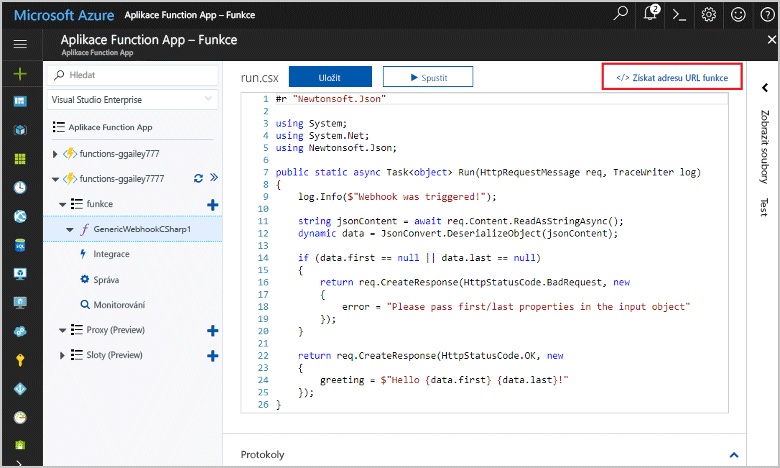 Microsoft Azure Aplikace Function App – Funkce
2
Aplikace Function App – Funkce
Aplikace Function App
Hledat
Visual Studio Enterprise
Aplikace Function App
functions-ggailey777
functions-ggailey7777
funkce
GenericWebhookCSharp1
Integrace
Správa
Monitorování
Proxy (Preview)
Sloty (Preview)
run.csx
Uložit
Spustit
</> Získat adresu URL funkce
1 #r "Newtonsoft.Json"
2
3 using System;
4 using System.Net;
5 using Newtonsoft.Json;
6
7 public static async Task<object> Run(HttpRequestMessage req, TraceWriter log)
8 {
9 log.Info($"Webhook was triggered!");
10
11 string jsonContent = await req.Content.ReadAsStringAsync();
12 dynamic data = JsonConvert.DeserializeObject(jsonContent);
13
14 if (data.first == null || data.last == null)
15 {
16 return req.CreateResponse(HttpStatusCode.BadRequest, new
17 {
18 error = "Please pass first/last properties in the input object"
19 });
20 }
21
22 return req.CreateResponse(HttpStatusCode.OK, new
23 {
24 greeting = $"Hello {data.first} {data.last}!"
25 });
26 }
Protokoly
Zobrazit soubory
Test